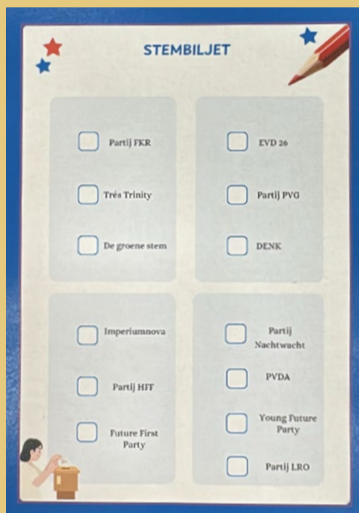 STEMBILJET
Partij FKR
Trés Trinity
De groene stem
EVD 26
Partij PVG
DENK
Imperiumnova
Partij HFT
Future First
Party
Partij
Nachtwacht
PVDA
Young Future
Party
Partij LRO